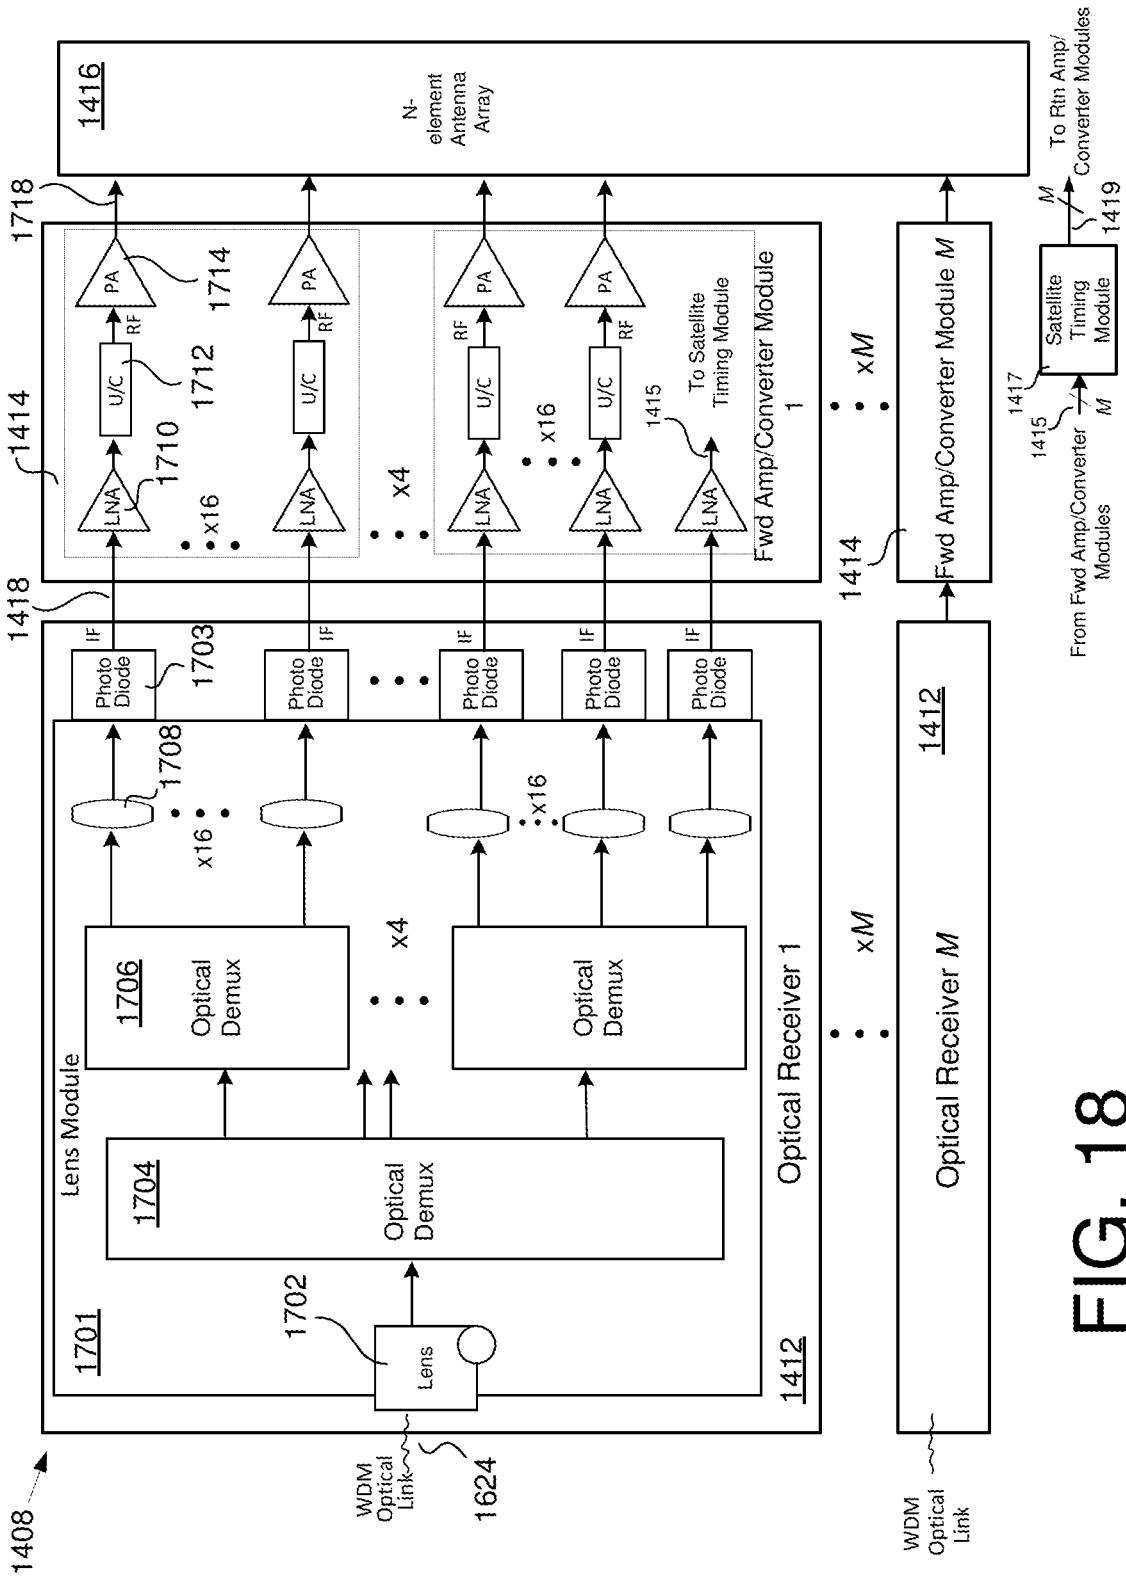 1408
WDM
Optical
Link
1624
1412
1701
Lens Module
1702
Lens
1704
Optical
Demux
1706
Optical
Demux
x4
Optical
Demux
1708
x16
x16
Photo
Diode
1703
Photo
Diode
Photo
Diode
Photo
Diode
Photo
Diode
IF
IF
IF
IF
IF
1418
Optical Receiver 1
1414
LNA
1710
U/C
1712
RF
PA
1714
1718
x16
LNA
U/C
RF
PA
x4
LNA
U/C
RF
PA
x16
LNA
U/C
RF
PA
LNA
1415
To Satellite
Timing Module
Fwd Amp/Converter Module
1
1416
N-
element
Antenna
Array
xM
xM
WDM
Optical
Link
Optical Receiver M
1412
1414
Fwd Amp/Converter Module M
From Fwd Amp/Converter
Modules
1415
M
1417
Satellite
Timing
Module
M
1419
To Rtn Amp/
Converter Modules
FIG. 18